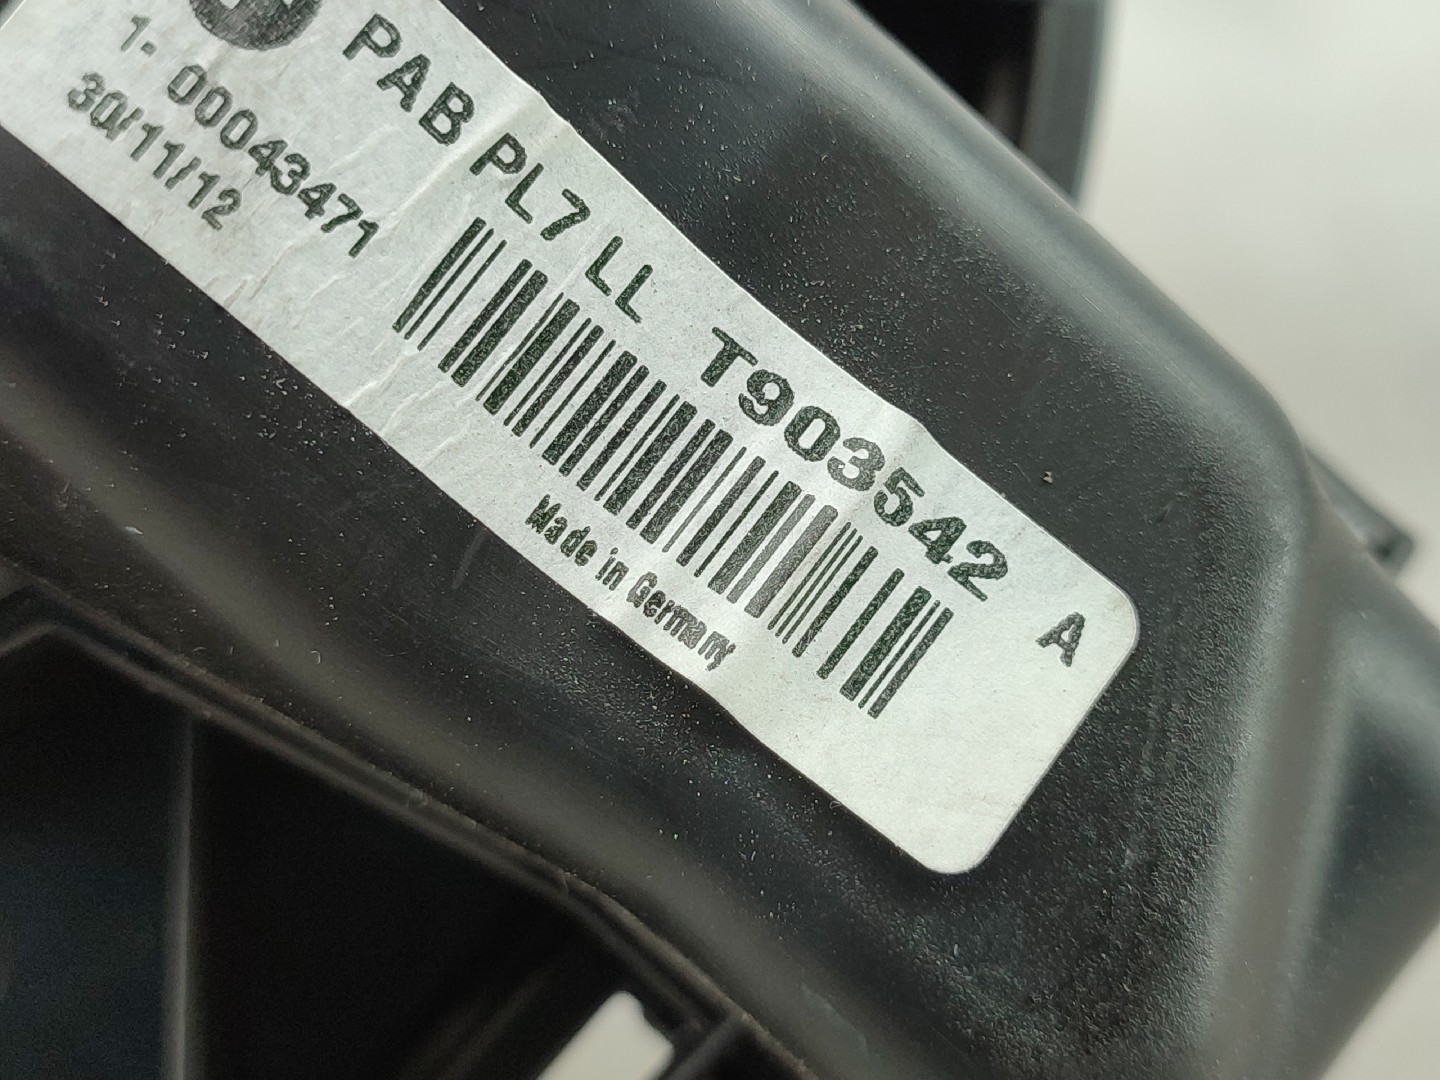 PAB PL7 LL T903542 A
1- 00043471
30/11/12
Made in Germany